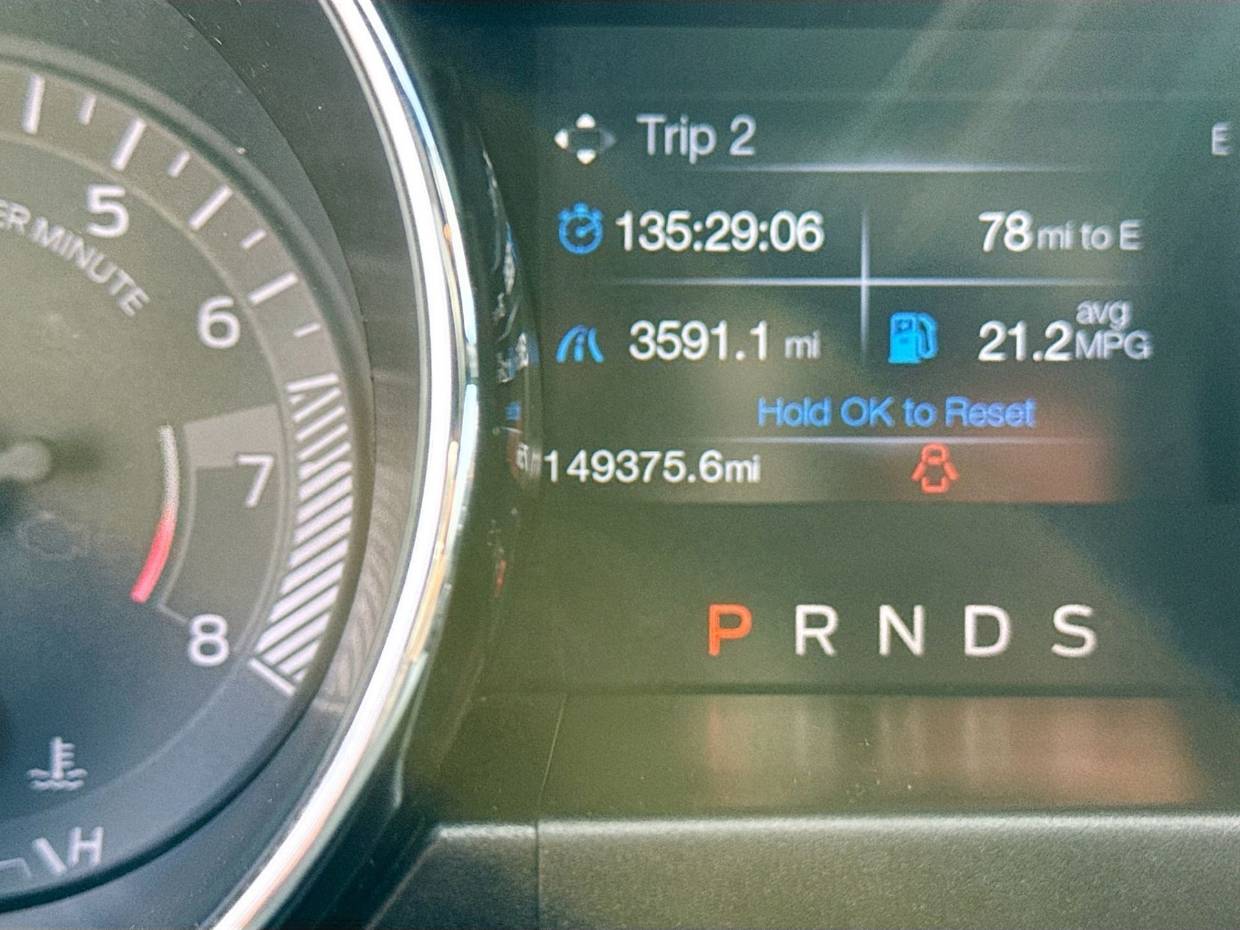 Trip 2
E
135:29:06
78 mi to E
3591.1 mi
21.2 avg MPG
Hold OK to Reset
149375.6mi
P R N D S
5
6
7
8
ER MINUTE
H